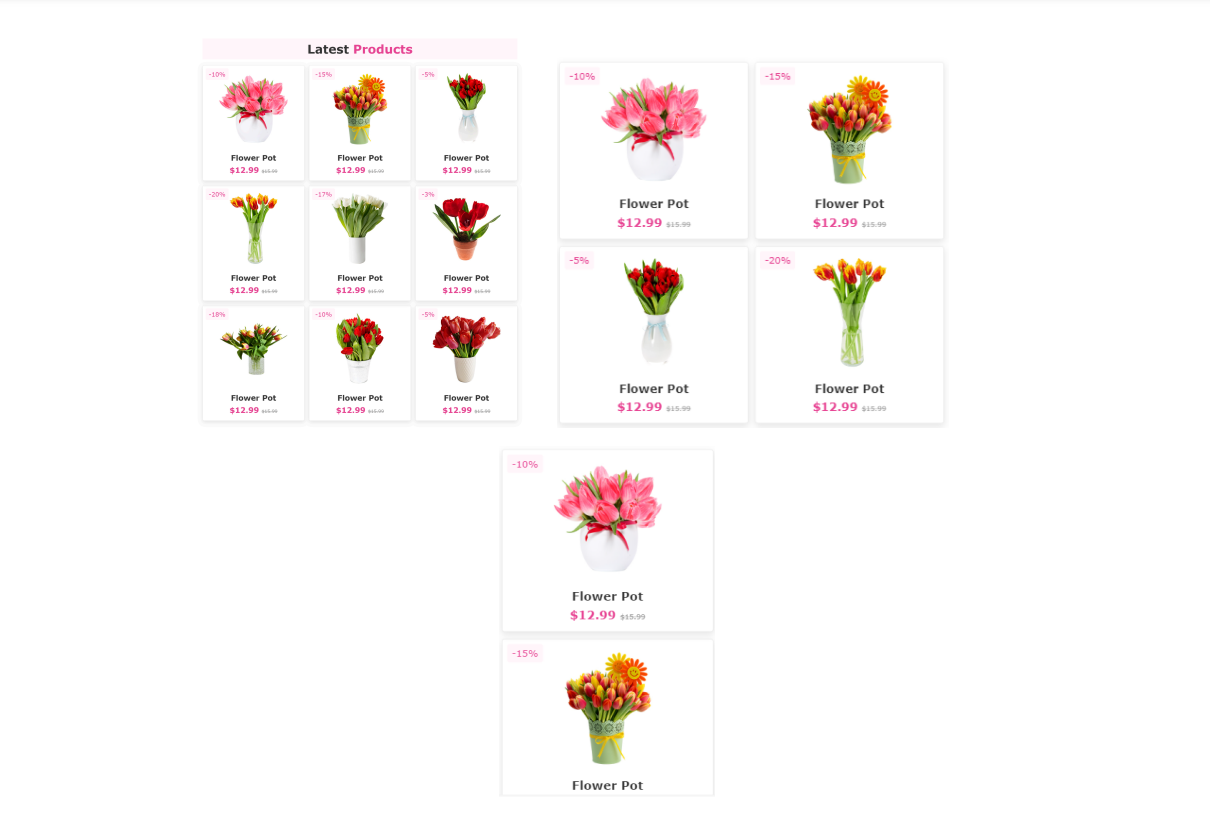 Latest Products
-10% -15% -5%
Flower Pot Flower Pot Flower Pot
$12.99 $15.99 $12.99 $15.99 $12.99 $15.99
-20% -17% -3%
Flower Pot Flower Pot Flower Pot
$12.99 $15.99 $12.99 $15.99 $12.99 $15.99
-18% -10% -5%
Flower Pot Flower Pot Flower Pot
$12.99 $15.99 $12.99 $15.99 $12.99 $15.99
-10% -15%
Flower Pot Flower Pot
$12.99 $15.99 $12.99 $15.99
-5% -20%
Flower Pot Flower Pot
$12.99 $15.99 $12.99 $15.99
-10%
Flower Pot
$12.99 $15.99
-15%
Flower Pot